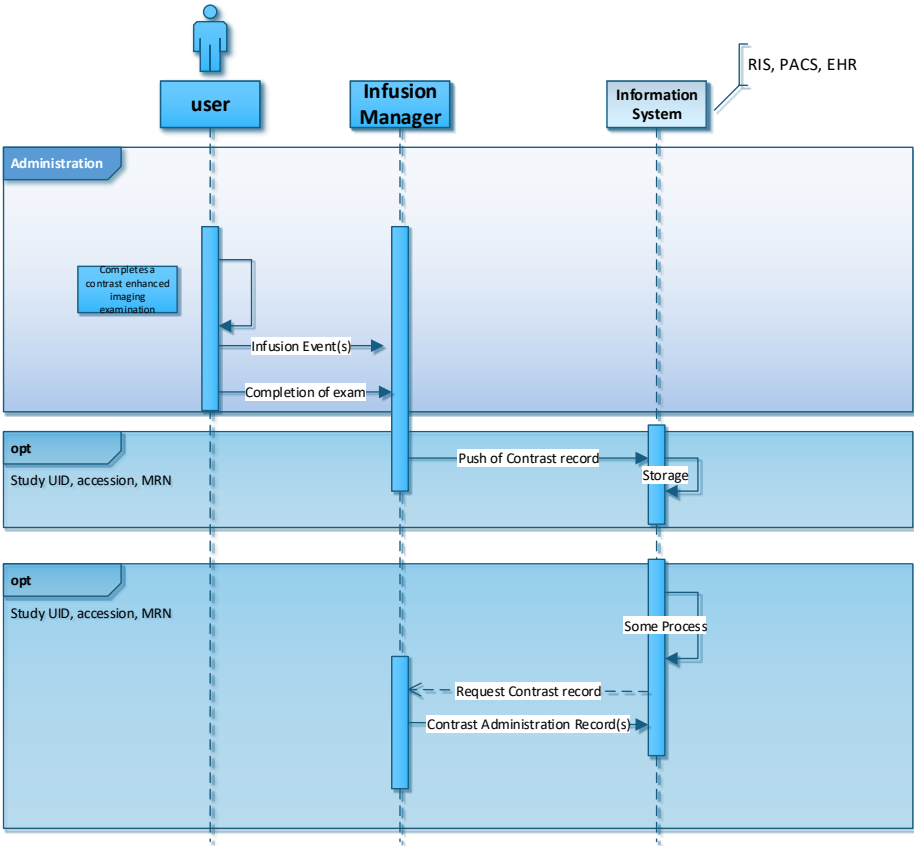 RIS, PACS, EHR
user
Infusion
Manager
Information
System
Administration
Completes a
contrast enhanced
imaging
examination
Infusion Event(s)
Completion of exam
opt
Study UID, accession, MRN
Push of Contrast record
Storage
opt
Study UID, accession, MRN
Some Process
Request Contrast record
Contrast Administration Record(s)